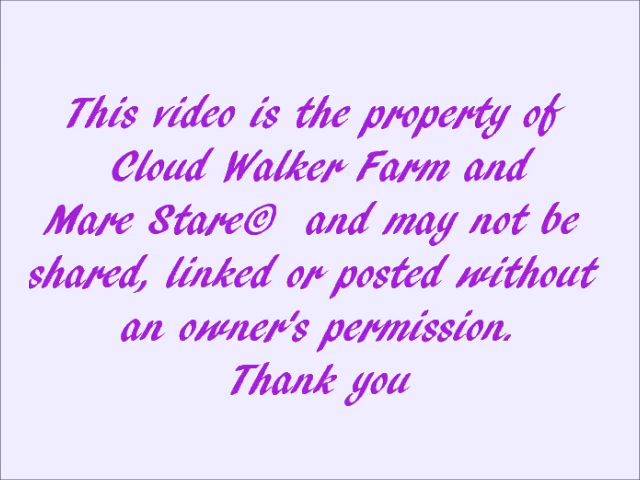 This video is the property of
Cloud Walker Farm and
Mare Stare© and may not be
shared, linked or posted without
an owner's permission.
Thank you